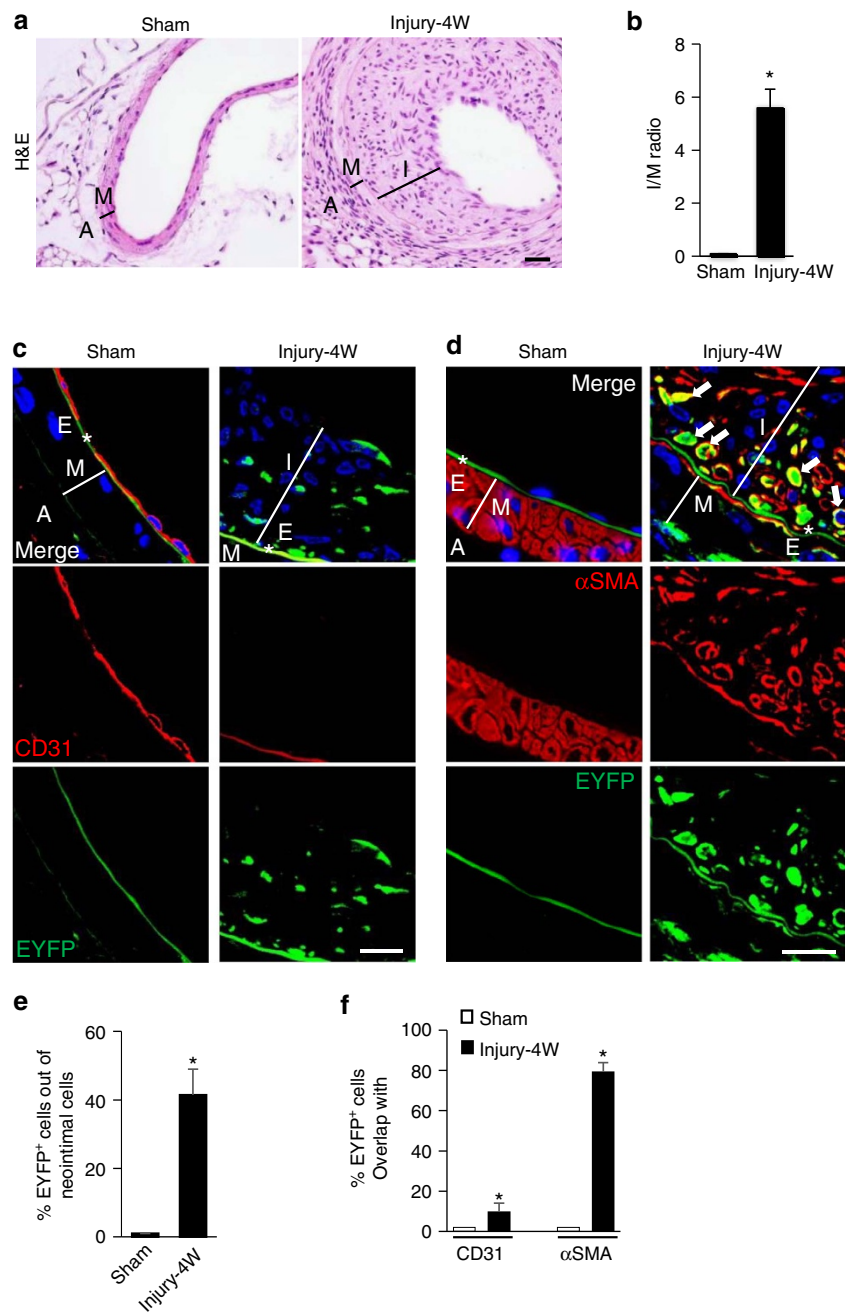 a
Sham
Injury-4W
H&E
M
A
M
A
I
b
8
6
4
2
0
I/M radio
*
Sham
Injury-4W
c
Sham
Injury-4W
E
*
M
A
Merge
I
E
M
*
CD31
EYFP
d
Sham
Injury-4W
Merge
*
E
M
A
I
M
*
E
αSMA
EYFP
e
60
40
20
0
% EYFP+ cells out of
neointimal cells
*
Sham
Injury-4W
f
Sham
Injury-4W
100
80
60
40
20
0
% EYFP+ cells
Overlap with
*
*
CD31
αSMA